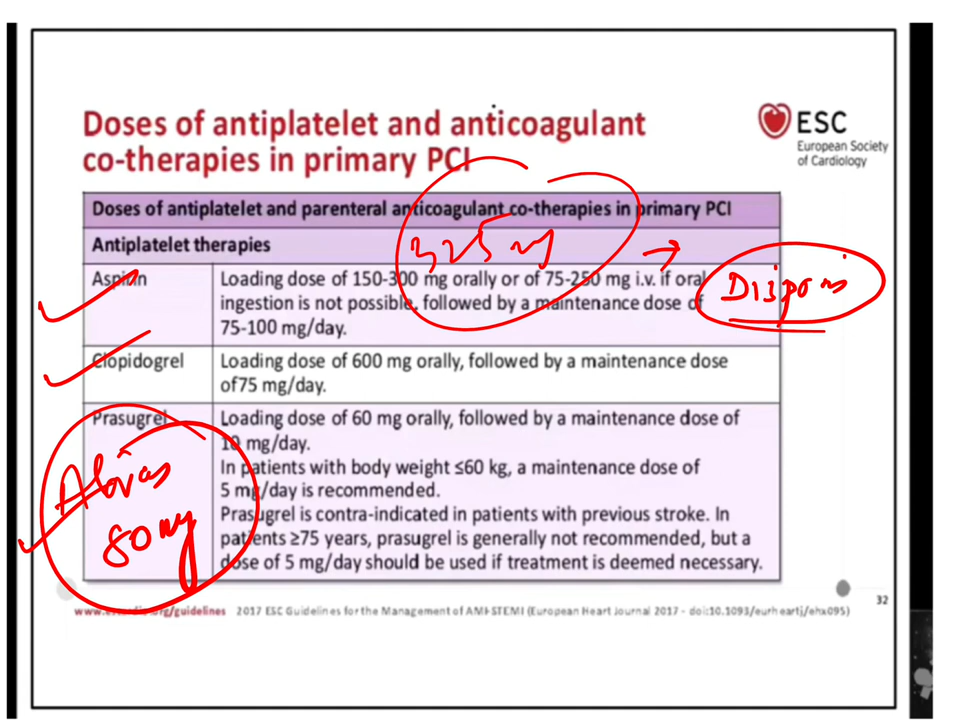 Doses of antiplatelet and anticoagulant
co-therapies in primary PCI
ESC
European Society
of Cardiology
Doses of antiplatelet and parenteral anticoagulant co-therapies in primary PCI
Antiplatelet therapies
325 mg
Aspirin
Loading dose of 150-300 mg orally or of 75-250 mg i.v. if oral
ingestion is not possible, followed by a maintenance dose of
75-100 mg/day.
Clopidogrel
Loading dose of 600 mg orally, followed by a maintenance dose
of75 mg/day.
Prasugrel
Loading dose of 60 mg orally, followed by a maintenance dose of
10 mg/day.
In patients with body weight ≤60 kg, a maintenance dose of
5 mg/day is recommended.
Prasugrel is contra-indicated in patients with previous stroke. In
patients ≥75 years, prasugrel is generally not recommended, but a
dose of 5 mg/day should be used if treatment is deemed necessary.
80 mg
www.escardio.org/guidelines 2017 ESC Guidelines for the Management of AMI-STEMI (European Heart Journal 2017 - doi:10.1093/eurheartj/ehx095)
32